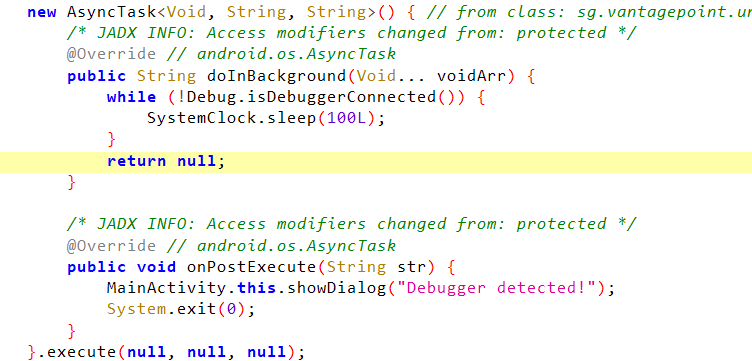 new AsyncTask<Void, String, String>() { // from class: sg.vantagepoint.un
/* JADX INFO: Access modifiers changed from: protected */
@Override // android.os.AsyncTask
public String doInBackground(Void... voidArr) {
while (!Debug.isDebuggerConnected()) {
SystemClock.sleep(100L);
}
return null;
}
/* JADX INFO: Access modifiers changed from: protected */
@Override // android.os.AsyncTask
public void onPostExecute(String str) {
MainActivity.this.showDialog("Debugger detected!");
System.exit(0);
}
}.execute(null, null, null);